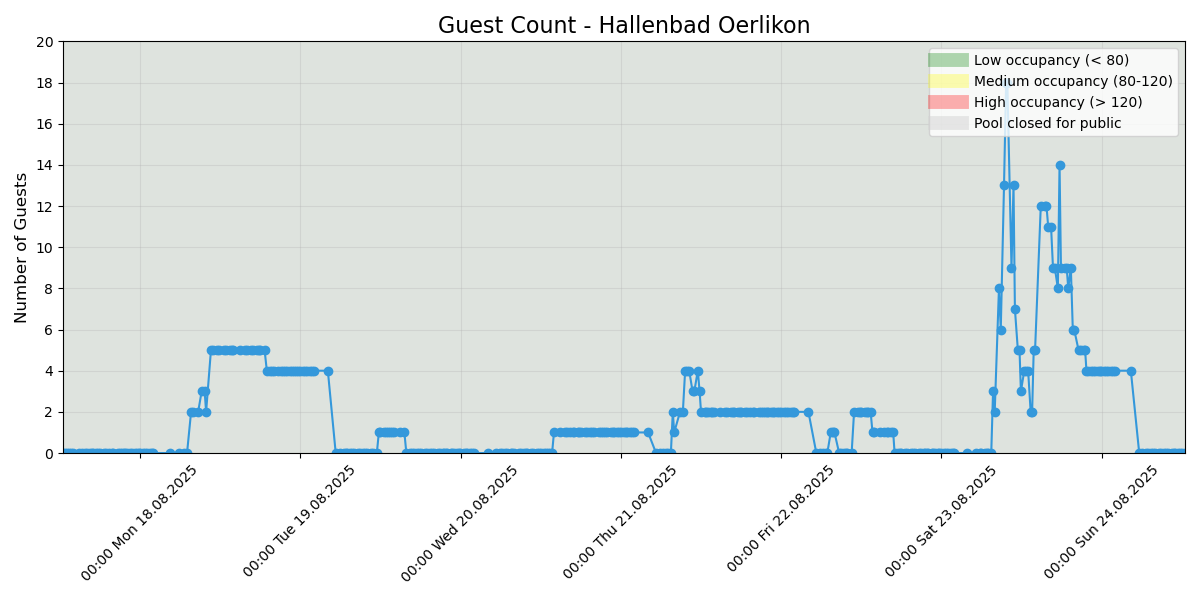 Guest Count - Hallenbad Oerlikon
Number of Guests
20
18
16
14
12
10
8
6
4
2
0
Low occupancy (< 80)
Medium occupancy (80-120)
High occupancy (> 120)
Pool closed for public
00:00 Mon 18.08.2025
00:00 Tue 19.08.2025
00:00 Wed 20.08.2025
00:00 Thu 21.08.2025
00:00 Fri 22.08.2025
00:00 Sat 23.08.2025
00:00 Sun 24.08.2025